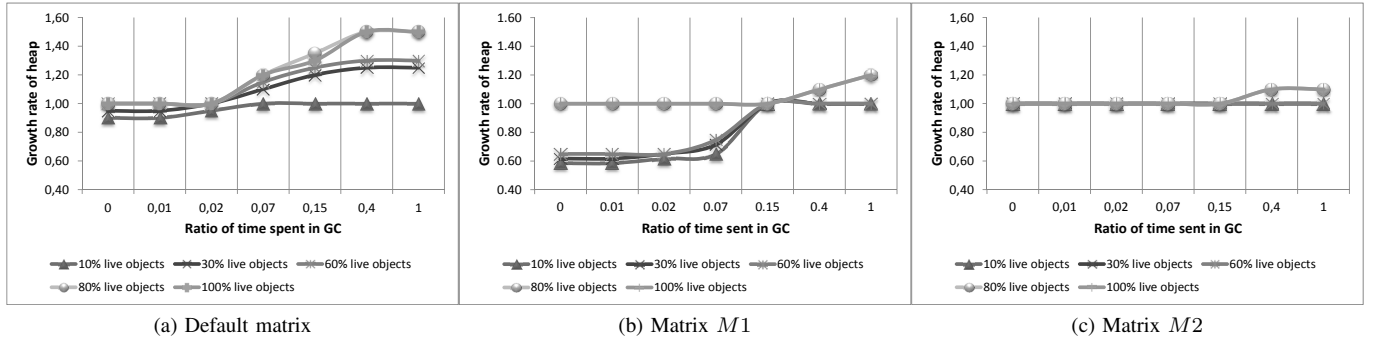 Growth rate of heap
1,60
1,40
1,20
1,00
0,80
0,60
0,40
0 0,01 0,02 0,07 0,15 0,4 1
Ratio of time spent in GC
10% live objects 30% live objects 60% live objects
80% live objects 100% live objects
(a) Default matrix
Growth rate of heap
1.60
1.40
1.20
1.00
0.80
0.60
0.40
0 0.01 0.02 0.07 0.15 0.4 1
Ratio of time sent in GC
10% live objects 30% live objects 60% live objects
80% live objects 100% live objects
(b) Matrix M1
Growth rate of heap
1,60
1,40
1,20
1,00
0,80
0,60
0,40
0 0,01 0,02 0,07 0,15 0,4 1
Ratio of time sent in GC
10% live objects 30% live objects 60% live objects
80% live objects 100% live objects
(c) Matrix M2